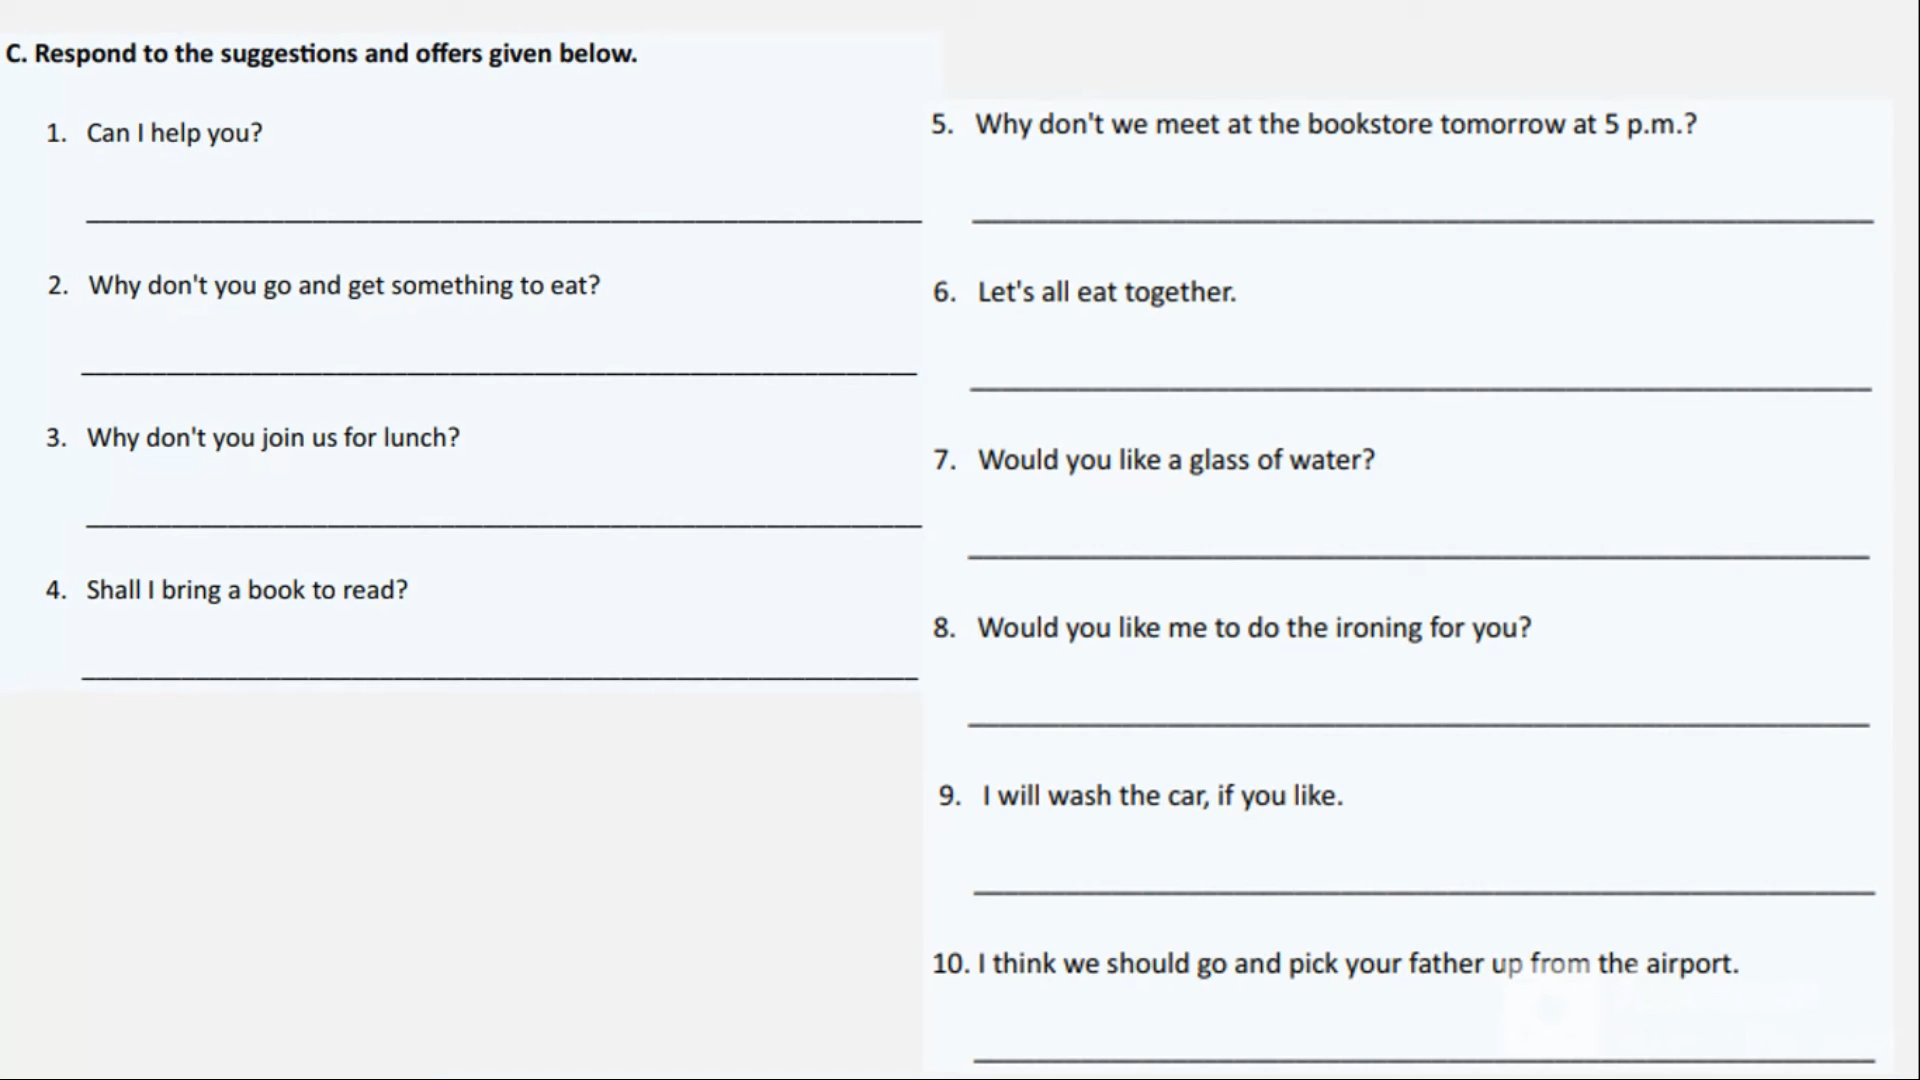 C. Respond to the suggestions and offers given below.
1. Can I help you?
2. Why don't you go and get something to eat?
3. Why don't you join us for lunch?
4. Shall I bring a book to read?
5. Why don't we meet at the bookstore tomorrow at 5 p.m.?
6. Let's all eat together.
7. Would you like a glass of water?
8. Would you like me to do the ironing for you?
9. I will wash the car, if you like.
10. I think we should go and pick your father up from the airport.